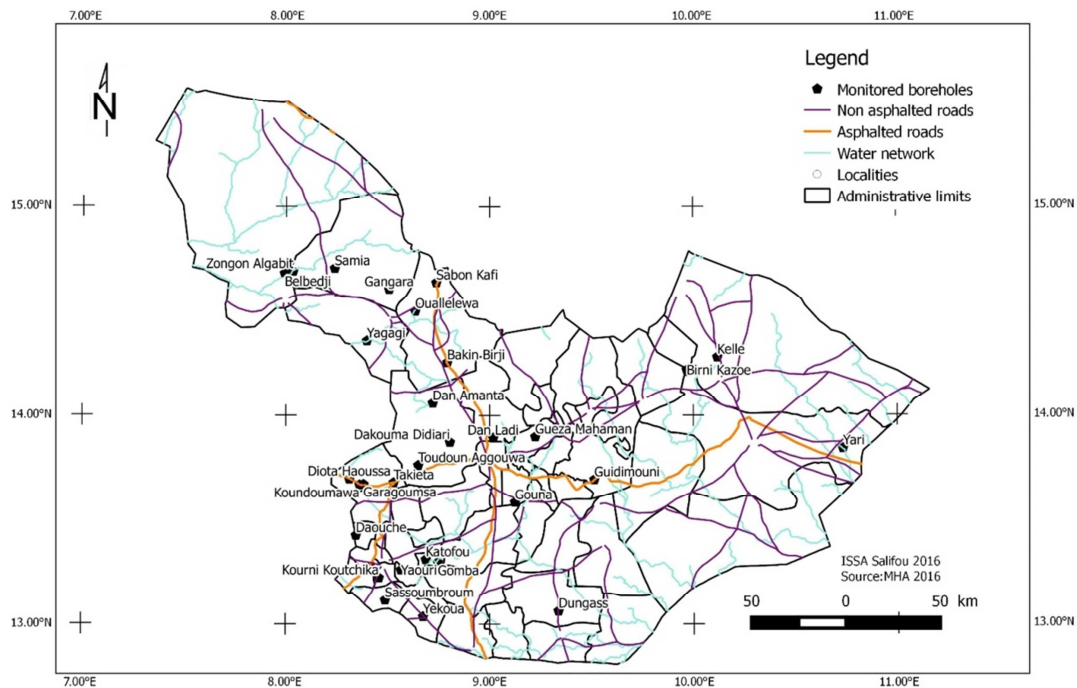 7.00°E 8.00°E 9.00°E 10.00°E 11.00°E
N
Legend
Monitored boreholes
Non asphalted roads
Asphalted roads
Water network
Localities
Administrative limits
15.00°N 15.00°N
Zongon Algabit
Samia
Belbedji
Gangara
Sabon Kafi
Ouallelewa
Yagagi
Bakin Birji
Kelle
Birni Kazoe
Dan Amanta
14.00°N 14.00°N
Dakouma Didiari
Dan Ladi
Gueza Mahaman
Yari
Toudoun Aggouwa
Diota Haoussa
Takieta
Guidimouni
Koundoumawa
Garagoumsa
Gouna
Daouche
Katofou
Kourni Koutchika
Yaouri
Gomba
Sassoumbroum
Yekoua
Dungass
ISSA Salifou 2016
Source:MHA 2016
50 0 50 km
13.00°N 13.00°N
7.00°E 8.00°E 9.00°E 10.00°E 11.00°E